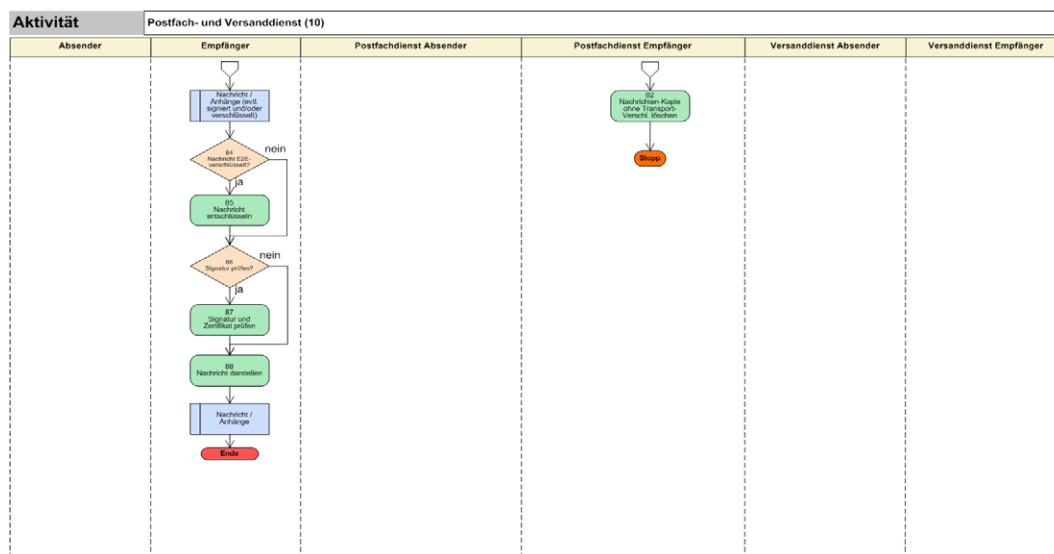 Aktivität
Postfach- und Versanddienst (10)
Absender
Empfänger
Postfachdienst Absender
Postfachdienst Empfänger
Versanddienst Absender
Versanddienst Empfänger
Nachricht /
Anhänge (evtl.
signiert und/oder
verschlüsselt)
84
Nachricht E2E-
verschlüsselt?
nein
ja
85
Nachricht
entschlüsseln
86
Signatur prüfen?
nein
ja
87
Signatur und
Zertifikat prüfen
88
Nachricht darstellen
Nachricht /
Anhänge
Ende
82
Nachrichten-Kopie
ohne Transport-
Verschl. löschen
Stopp